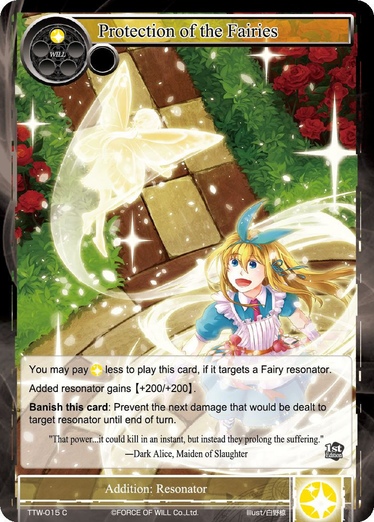 Protection of the Fairies
WILL
You may pay less to play this card, if it targets a Fairy resonator.
Added resonator gains 【+200/+200】.
Banish this card: Prevent the next damage that would be dealt to
target resonator until end of turn.
"That power...it could kill in an instant, but instead they prolong the suffering."
—Dark Alice, Maiden of Slaughter
1st
Edition
Addition: Resonator
TTW-015 C ©FORCE OF WILL Co.,Ltd. illust/白野椋